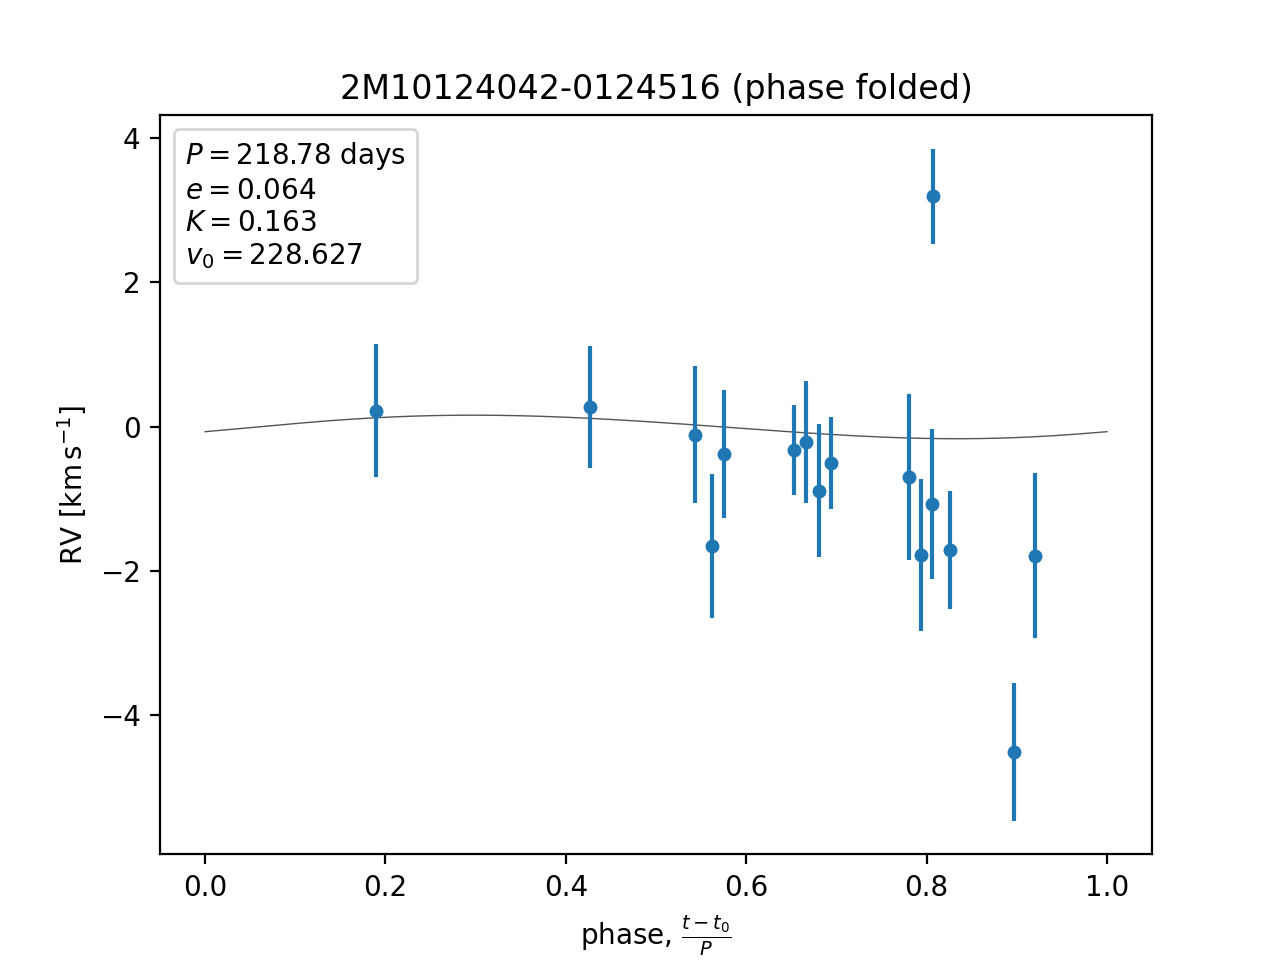 2M10124042-0124516 (phase folded)
P = 218.78 days
e = 0.064
K = 0.163
v₀ = 228.627
4
2
0
−2
−4
RV [km s⁻¹]
0.0 0.2 0.4 0.6 0.8 1.0
phase, (t − t₀)/P